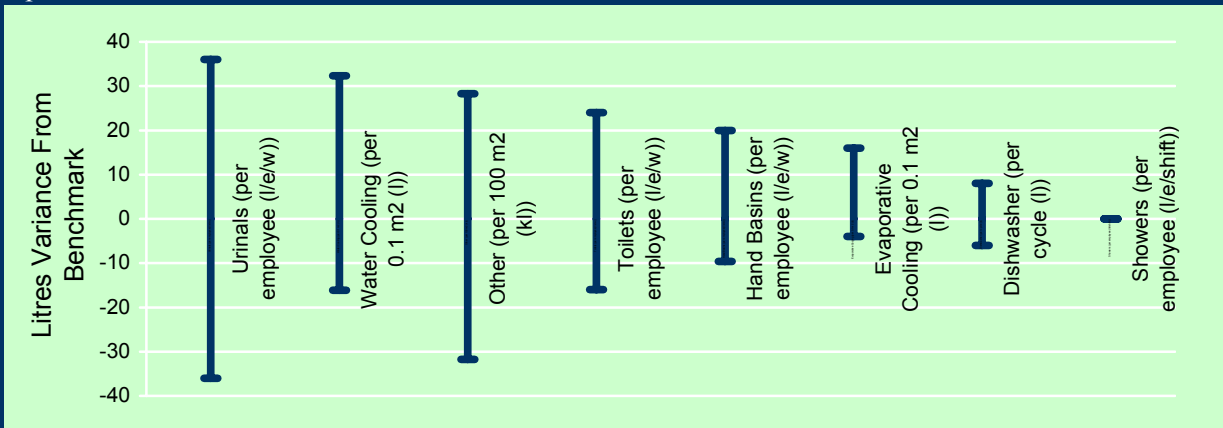 Litres Variance From
Benchmark
40
30
20
10
0
-10
-20
-30
-40
Urinals (per
employee (l/e/w))
Water Cooling (per
0.1 m2 (l))
Other (per 100 m2
(kl))
Toilets (per
employee (l/e/w))
Hand Basins (per
employee (l/e/w))
Evaporative
Cooling (per 0.1 m2
(l))
Dishwasher (per
cycle (l))
Showers (per
employee (l/e/shift))